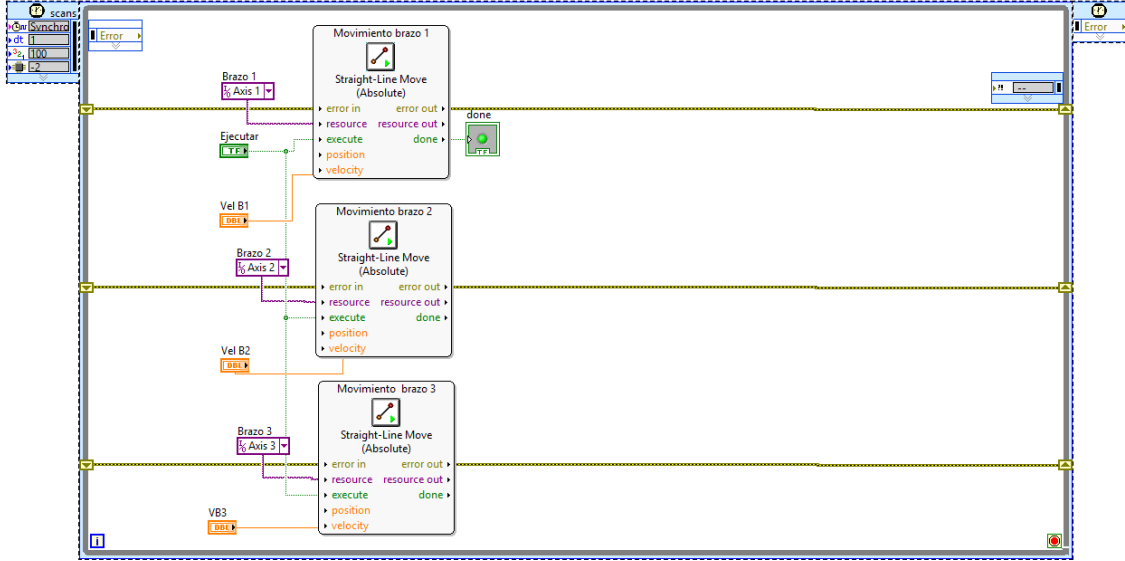 scans
Synchro
Error
dt 1
100
-2
Error
Movimiento brazo 1
Straight-Line Move
(Absolute)
Brazo 1
Axis 1
error in error out
resource resource out
execute done
position
velocity
done
TF
Ejecutar
TF
--
Vel B1
DBL
Movimiento brazo 2
Straight-Line Move
(Absolute)
Brazo 2
Axis 2
error in error out
resource resource out
execute done
position
velocity
Vel B2
DBL
Movimiento brazo 3
Straight-Line Move
(Absolute)
Brazo 3
Axis 3
error in error out
resource resource out
execute done
position
velocity
VB3
DBL
i